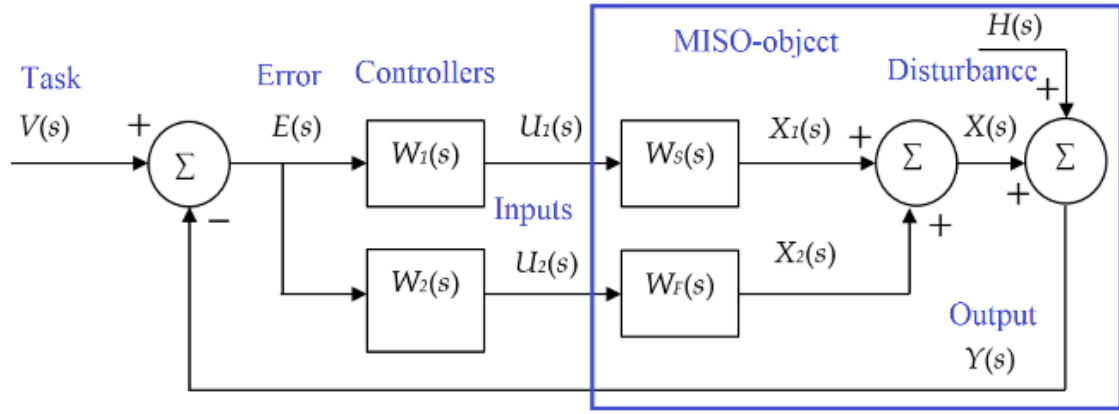 MISO-object
H(s)
Task
Error
Controllers
Disturbance
+
V(s)
+
E(s)
U1(s)
X1(s)
+
X(s)
Σ
W1(s)
WS(s)
Σ
Σ
−
Inputs
+
+
W2(s)
U2(s)
WF(s)
X2(s)
Output
Y(s)